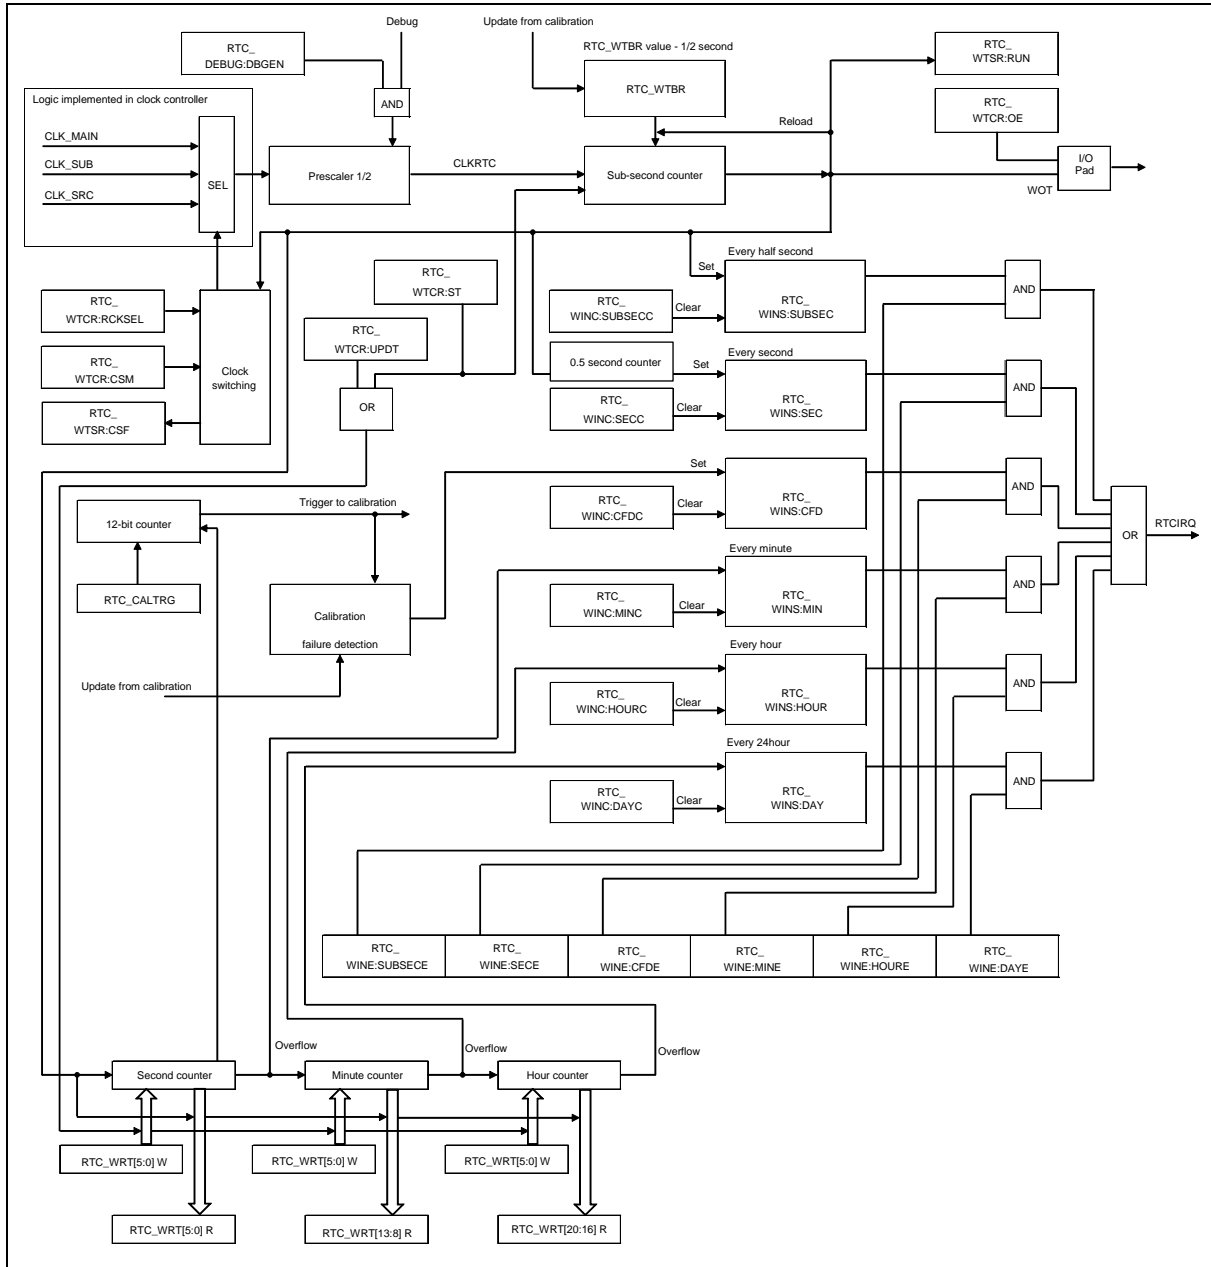 Debug
Update from calibration
RTC_
DEBUG:DBGEN
RTC_WTBR value - 1/2 second
RTC_
WTSR:RUN
AND
RTC_WTBR
Logic implemented in clock controller
RTC_
WTCR:OE
Reload
CLK_MAIN
CLK_SUB
CLK_SRC
SEL
Prescaler 1/2
CLKRTC
Sub-second counter
I/O
Pad
WOT
Every half second
RTC_
WTCR:ST
Set
RTC_
WINS:SUBSEC
AND
RTC_
WTCR:RCKSEL
RTC_
WINC:SUBSECC
Clear
RTC_
WTCR:UPDT
RTC_
WTCR:CSM
Clock
switching
0.5 second counter
Set
Every second
RTC_
WINS:SEC
AND
RTC_
WTSR:CSF
OR
RTC_
WINC:SECC
Clear
Set
RTC_
WINS:CFD
AND
Trigger to calibration
12-bit counter
RTC_
WINC:CFDC
Clear
OR
RTCIRQ
Every minute
RTC_
WINS:MIN
AND
RTC_CALTRG
Calibration
failure detection
RTC_
WINC:MINC
Clear
Every hour
Update from calibration
RTC_
WINS:HOUR
AND
RTC_
WINC:HOURC
Clear
Every 24hour
RTC_
WINS:DAY
AND
RTC_
WINC:DAYC
Clear
RTC_
WINE:SUBSECE
RTC_
WINE:SECE
RTC_
WINE:CFDE
RTC_
WINE:MINE
RTC_
WINE:HOURE
RTC_
WINE:DAYE
Overflow
Overflow
Overflow
Second counter
Minute counter
Hour counter
RTC_WRT[5:0] W
RTC_WRT[5:0] W
RTC_WRT[5:0] W
RTC_WRT[5:0] R
RTC_WRT[13:8] R
RTC_WRT[20:16] R